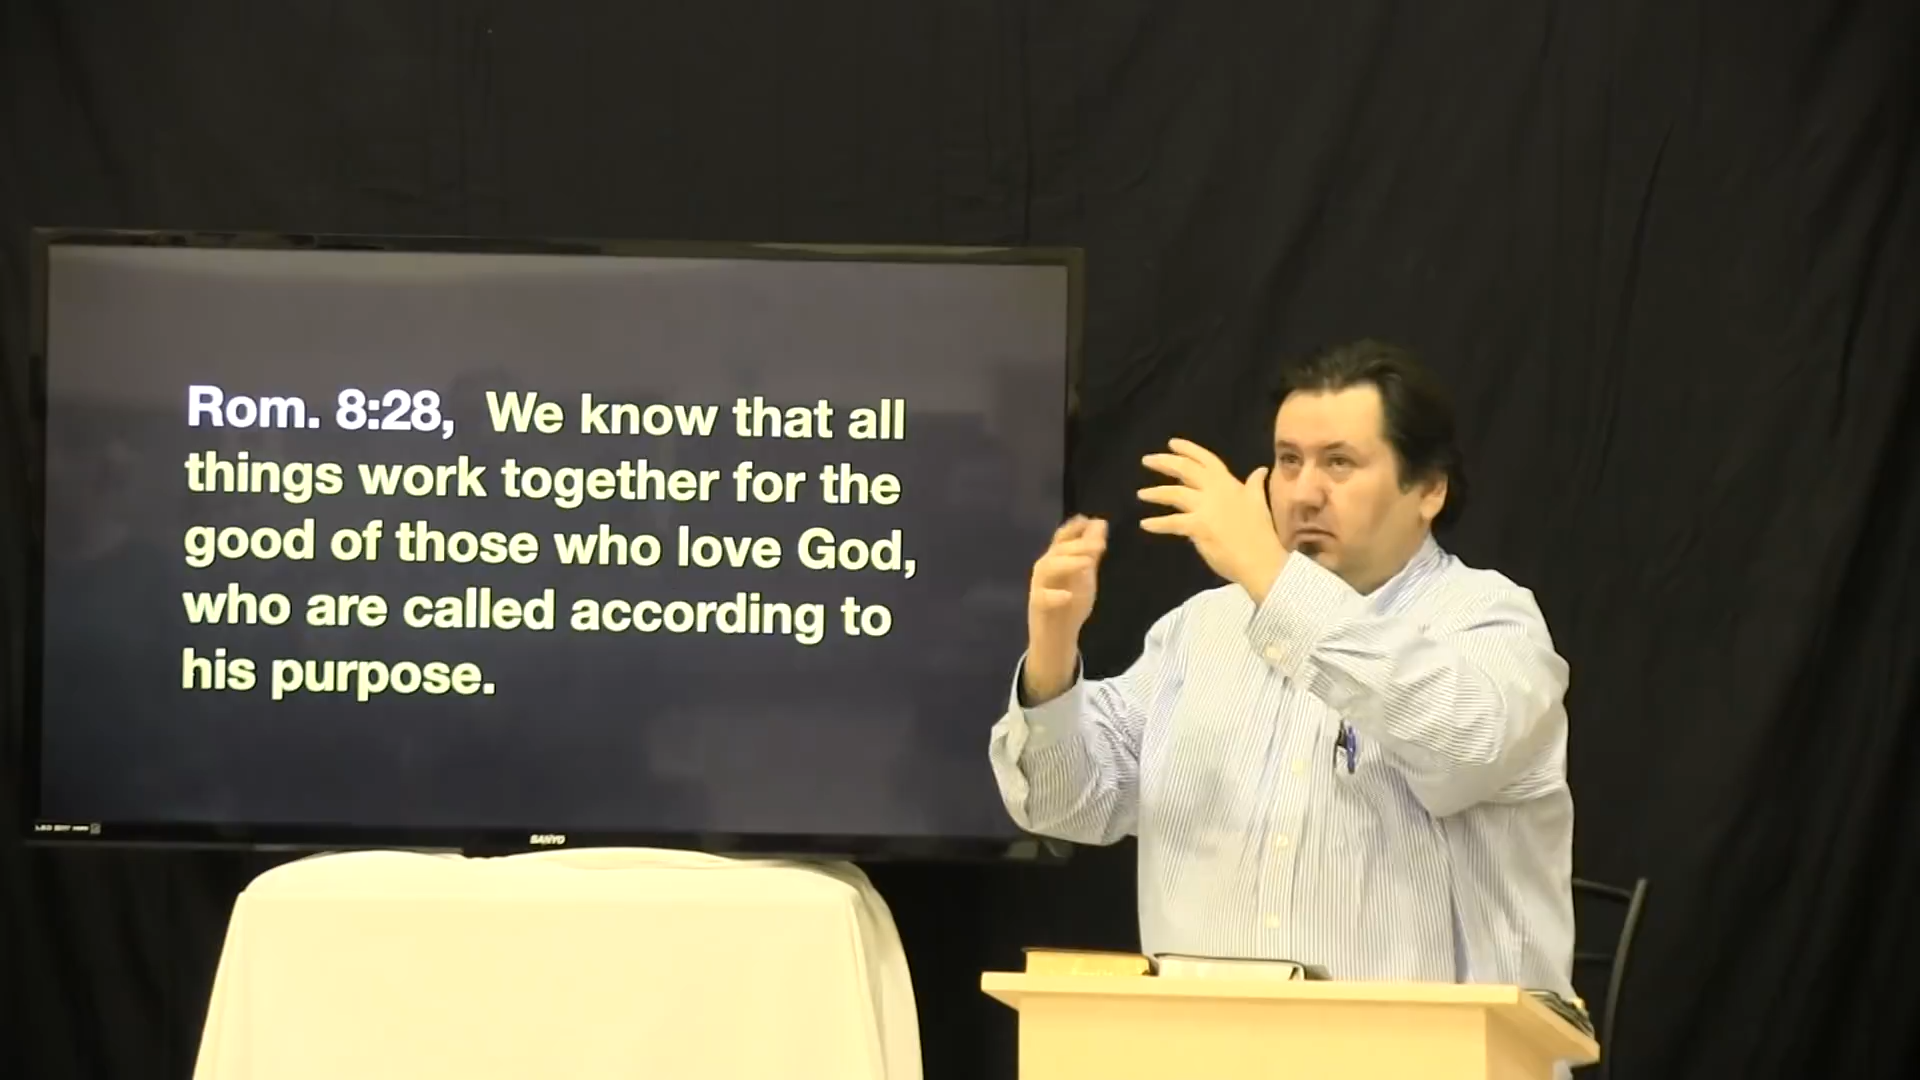 Rom. 8:28, We know that all
things work together for the
good of those who love God,
who are called according to
his purpose.
SANYO